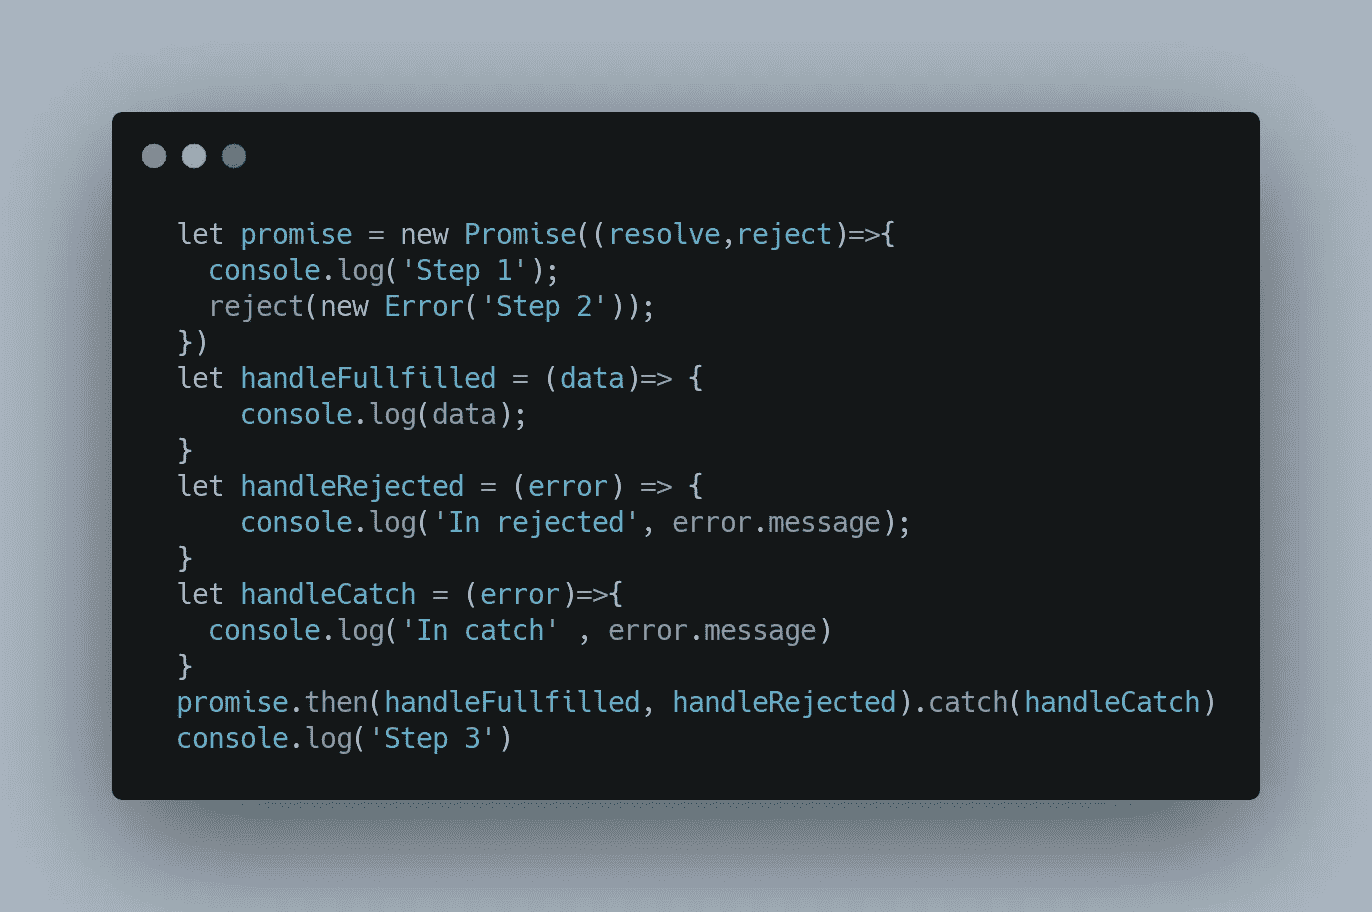 let promise = new Promise((resolve,reject)=>{
  console.log('Step 1');
  reject(new Error('Step 2'));
})
let handleFullfilled = (data)=> {
    console.log(data);
}
let handleRejected = (error) => {
    console.log('In rejected', error.message);
}
let handleCatch = (error)=>{
  console.log('In catch' , error.message)
}
promise.then(handleFullfilled, handleRejected).catch(handleCatch)
console.log('Step 3')